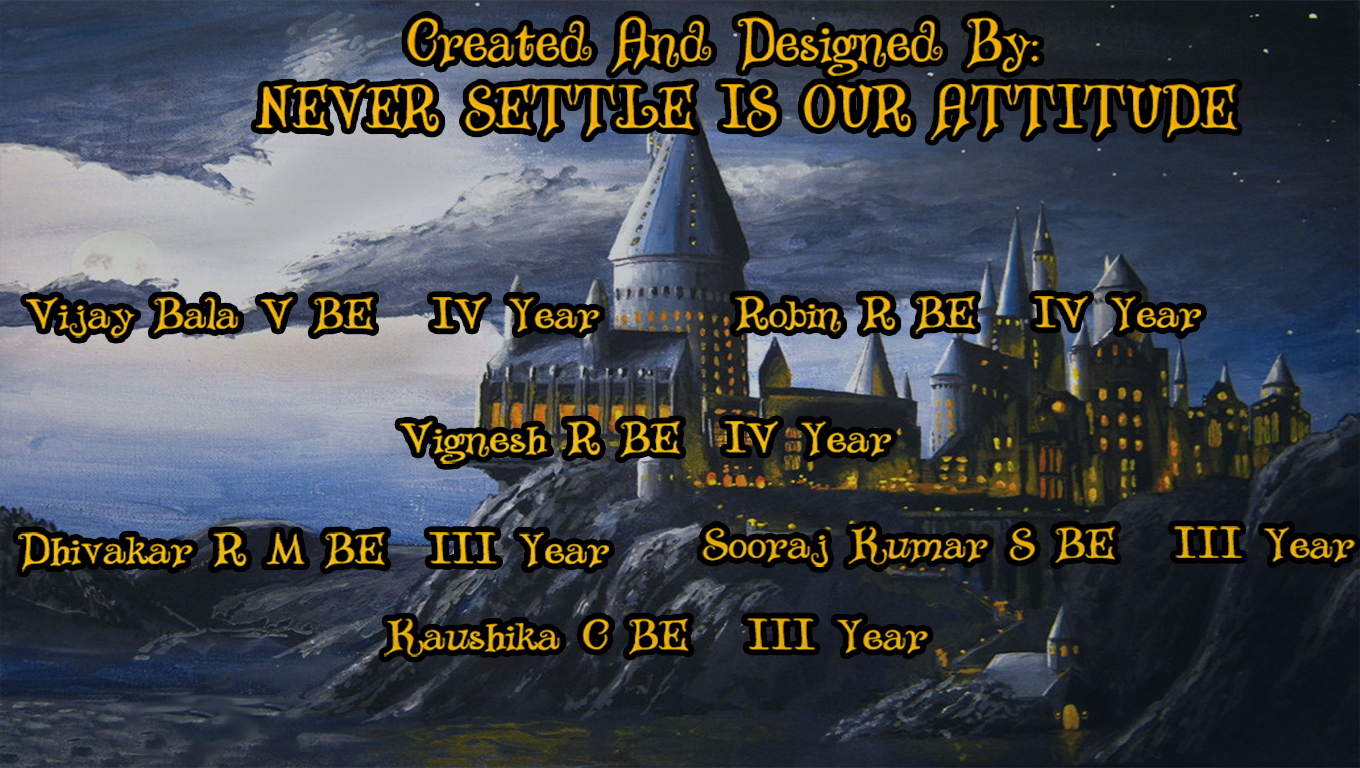 Created And Designed By:
NEVER SETTLE IS OUR ATTITUDE
Vijay Bala V BE IV Year Robin R BE IV Year
Vignesh R BE IV Year
Dhivakar R M BE III Year Sooraj Kumar S BE III Year
Kaushika C BE III Year